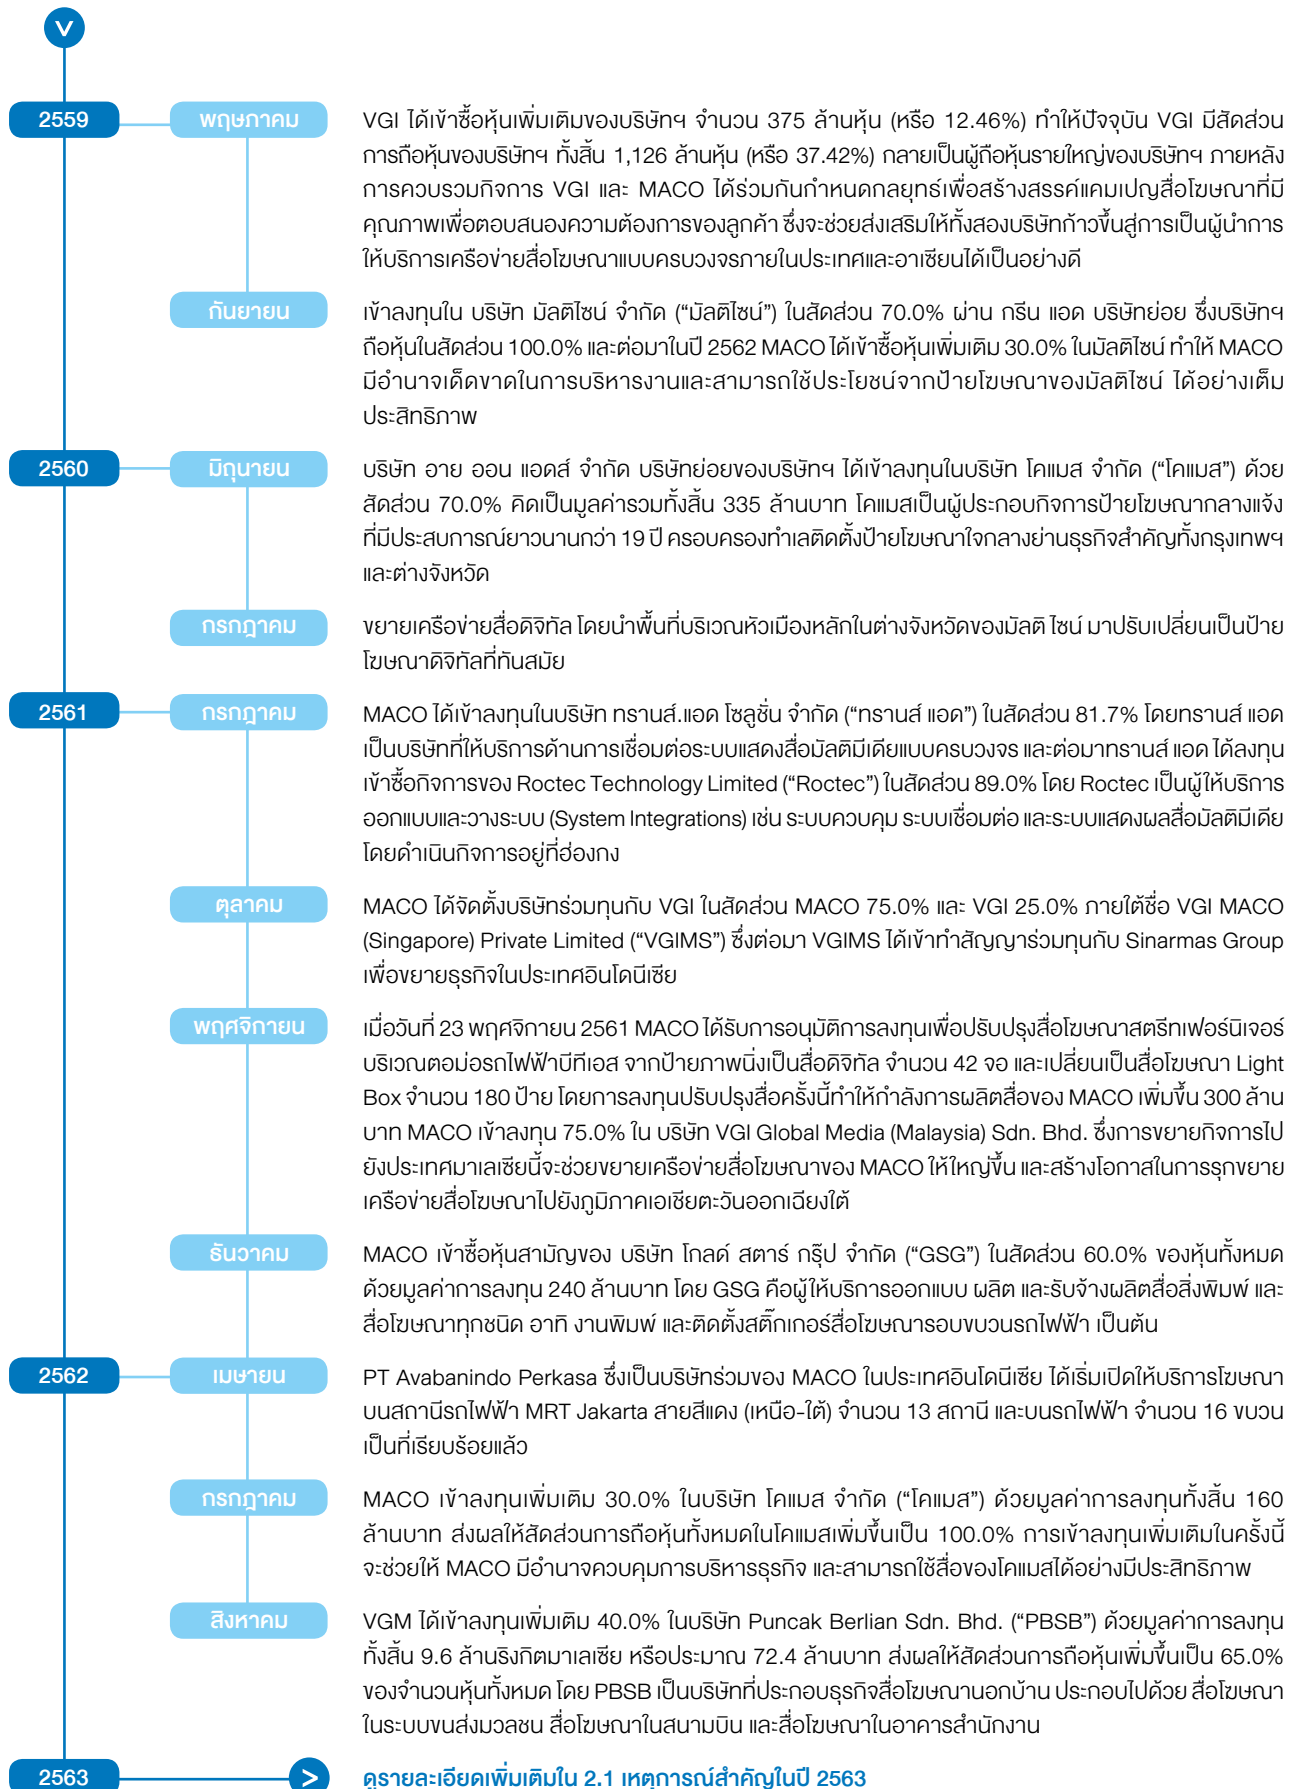 2559
พฤษภาคม
VGI ได้เข้าซื้อหุ้นเพิ่มเติมของบริษัทฯ จำนวน 375 ล้านหุ้น (หรือ 12.46%) ทำให้ปัจจุบัน VGI มีสัดส่วน
การถือหุ้นของบริษัทฯ ทั้งสิ้น 1,126 ล้านหุ้น (หรือ 37.42%) กลายเป็นผู้ถือหุ้นรายใหญ่ของบริษัทฯ ภายหลัง
การควบรวมกิจการ VGI และ MACO ได้ร่วมกันกำหนดกลยุทธ์เพื่อสร้างสรรค์แคมเปญสื่อโฆษณาที่มี
คุณภาพเพื่อตอบสนองความต้องการของลูกค้า ซึ่งจะช่วยส่งเสริมให้ทั้งสองบริษัทก้าวขึ้นสู่การเป็นผู้นำการ
ให้บริการเครือข่ายสื่อโฆษณาแบบครบวงจรภายในประเทศและอาเซียนได้เป็นอย่างดี
กันยายน
เข้าลงทุนใน บริษัท มัลติไซน์ จำกัด (“มัลติไซน์”) ในสัดส่วน 70.0% ผ่าน กรีน แอด บริษัทย่อย ซึ่งบริษัทฯ
ถือหุ้นในสัดส่วน 100.0% และต่อมาในปี 2562 MACO ได้เข้าซื้อหุ้นเพิ่มเติม 30.0% ในมัลติไซน์ ทำให้ MACO
มีอำนาจเด็ดขาดในการบริหารงานและสามารถใช้ประโยชน์จากป้ายโฆษณาของมัลติไซน์ ได้อย่างเต็ม
ประสิทธิภาพ
2560
มิถุนายน
บริษัท อาย ออน แอดส์ จำกัด บริษัทย่อยของบริษัทฯ ได้เข้าลงทุนในบริษัท โคแมส จำกัด (“โคแมส”) ด้วย
สัดส่วน 70.0% คิดเป็นมูลค่ารวมทั้งสิ้น 335 ล้านบาท โคแมสเป็นผู้ประกอบกิจการป้ายโฆษณากลางแจ้ง
ที่มีประสบการณ์ยาวนานกว่า 19 ปี ครอบครองทำเลติดตั้งป้ายโฆษณาใจกลางย่านธุรกิจสำคัญทั้งกรุงเทพฯ
และต่างจังหวัด
กรกฎาคม
ขยายเครือข่ายสื่อดิจิทัล โดยนำพื้นที่บริเวณหัวเมืองหลักในต่างจังหวัดของมัลติ ไซน์ มาปรับเปลี่ยนเป็นป้าย
โฆษณาดิจิทัลที่ทันสมัย
2561
กรกฎาคม
MACO ได้เข้าลงทุนในบริษัท ทรานส์.แอด โซลูชั่น จำกัด (“ทรานส์ แอด”) ในสัดส่วน 81.7% โดยทรานส์ แอด
เป็นบริษัทที่ให้บริการด้านการเชื่อมต่อระบบแสดงสื่อมัลติมีเดียแบบครบวงจร และต่อมาทรานส์ แอด ได้ลงทุน
เข้าซื้อกิจการของ Roctec Technology Limited (“Roctec”) ในสัดส่วน 89.0% โดย Roctec เป็นผู้ให้บริการ
ออกแบบและวางระบบ (System Integrations) เช่น ระบบควบคุม ระบบเชื่อมต่อ และระบบแสดงผลสื่อมัลติมีเดีย
โดยดำเนินกิจการอยู่ที่ฮ่องกง
ตุลาคม
MACO ได้จัดตั้งบริษัทร่วมทุนกับ VGI ในสัดส่วน MACO 75.0% และ VGI 25.0% ภายใต้ชื่อ VGI MACO
(Singapore) Private Limited (“VGIMS”) ซึ่งต่อมา VGIMS ได้เข้าทำสัญญาร่วมทุนกับ Sinarmas Group
เพื่อขยายธุรกิจในประเทศอินโดนีเซีย
พฤศจิกายน
เมื่อวันที่ 23 พฤศจิกายน 2561 MACO ได้รับการอนุมัติการลงทุนเพื่อปรับปรุงสื่อโฆษณาสตรีทเฟอร์นิเจอร์
บริเวณตอม่อรถไฟฟ้าบีทีเอส จากป้ายภาพนิ่งเป็นสื่อดิจิทัล จำนวน 42 จอ และเปลี่ยนเป็นสื่อโฆษณา Light
Box จำนวน 180 ป้าย โดยการลงทุนปรับปรุงสื่อครั้งนี้ทำให้กำลังการผลิตสื่อของ MACO เพิ่มขึ้น 300 ล้าน
บาท MACO เข้าลงทุน 75.0% ใน บริษัท VGI Global Media (Malaysia) Sdn. Bhd. ซึ่งการขยายกิจการไป
ยังประเทศมาเลเซียนี้จะช่วยขยายเครือข่ายสื่อโฆษณาของ MACO ให้ใหญ่ขึ้น และสร้างโอกาสในการรุกขยาย
เครือข่ายสื่อโฆษณาไปยังภูมิภาคเอเชียตะวันออกเฉียงใต้
ธันวาคม
MACO เข้าซื้อหุ้นสามัญของ บริษัท โกลด์ สตาร์ กรุ๊ป จำกัด (“GSG”) ในสัดส่วน 60.0% ของหุ้นทั้งหมด
ด้วยมูลค่าการลงทุน 240 ล้านบาท โดย GSG คือผู้ให้บริการออกแบบ ผลิต และรับจ้างผลิตสื่อสิ่งพิมพ์ และ
สื่อโฆษณาทุกชนิด อาทิ งานพิมพ์ และติดตั้งสติ๊กเกอร์สื่อโฆษณารอบขบวนรถไฟฟ้า เป็นต้น
2562
เมษายน
PT Avabanindo Perkasa ซึ่งเป็นบริษัทร่วมของ MACO ในประเทศอินโดนีเซีย ได้เริ่มเปิดให้บริการโฆษณา
บนสถานีรถไฟฟ้า MRT Jakarta สายสีแดง (เหนือ-ใต้) จำนวน 13 สถานี และบนรถไฟฟ้า จำนวน 16 ขบวน
เป็นที่เรียบร้อยแล้ว
กรกฎาคม
MACO เข้าลงทุนเพิ่มเติม 30.0% ในบริษัท โคแมส จำกัด (“โคแมส”) ด้วยมูลค่าการลงทุนทั้งสิ้น 160
ล้านบาท ส่งผลให้สัดส่วนการถือหุ้นทั้งหมดในโคแมสเพิ่มขึ้นเป็น 100.0% การเข้าลงทุนเพิ่มเติมในครั้งนี้
จะช่วยให้ MACO มีอำนาจควบคุมการบริหารธุรกิจ และสามารถใช้สื่อของโคแมสได้อย่างมีประสิทธิภาพ
สิงหาคม
VGM ได้เข้าลงทุนเพิ่มเติม 40.0% ในบริษัท Puncak Berlian Sdn. Bhd. (“PBSB”) ด้วยมูลค่าการลงทุน
ทั้งสิ้น 9.6 ล้านริงกิตมาเลเซีย หรือประมาณ 72.4 ล้านบาท ส่งผลให้สัดส่วนการถือหุ้นเพิ่มขึ้นเป็น 65.0%
ของจำนวนหุ้นทั้งหมด โดย PBSB เป็นบริษัทที่ประกอบธุรกิจสื่อโฆษณานอกบ้าน ประกอบไปด้วย สื่อโฆษณา
ในระบบขนส่งมวลชน สื่อโฆษณาในสนามบิน และสื่อโฆษณาในอาคารสำนักงาน
2563
ดูรายละเอียดเพิ่มเติมใน 2.1 เหตุการณ์สำคัญในปี 2563